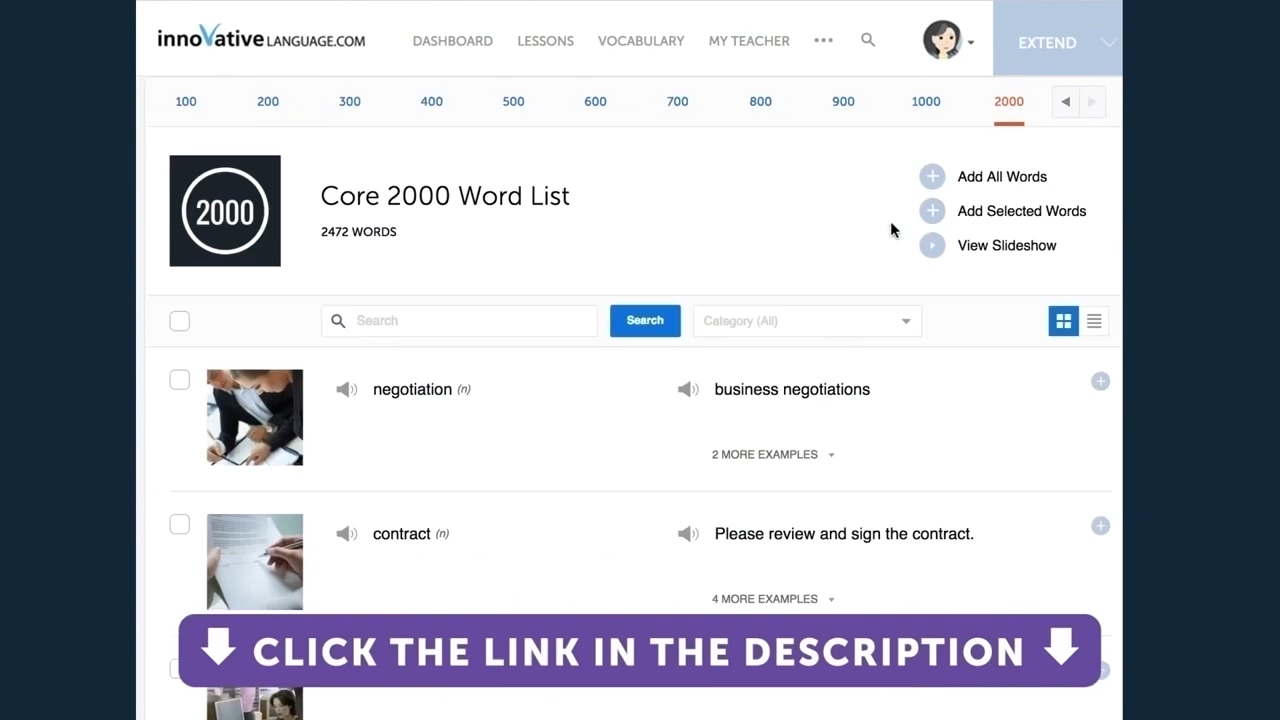 innoVative LANGUAGE.COM DASHBOARD LESSONS VOCABULARY MY TEACHER ••• EXTEND
100 200 300 400 500 600 700 800 900 1000 2000
2000
Core 2000 Word List
2472 WORDS
Add All Words
Add Selected Words
View Slideshow
Search Search Category (All)
negotiation (n) business negotiations
2 MORE EXAMPLES
contract (n) Please review and sign the contract.
4 MORE EXAMPLES
CLICK THE LINK IN THE DESCRIPTION